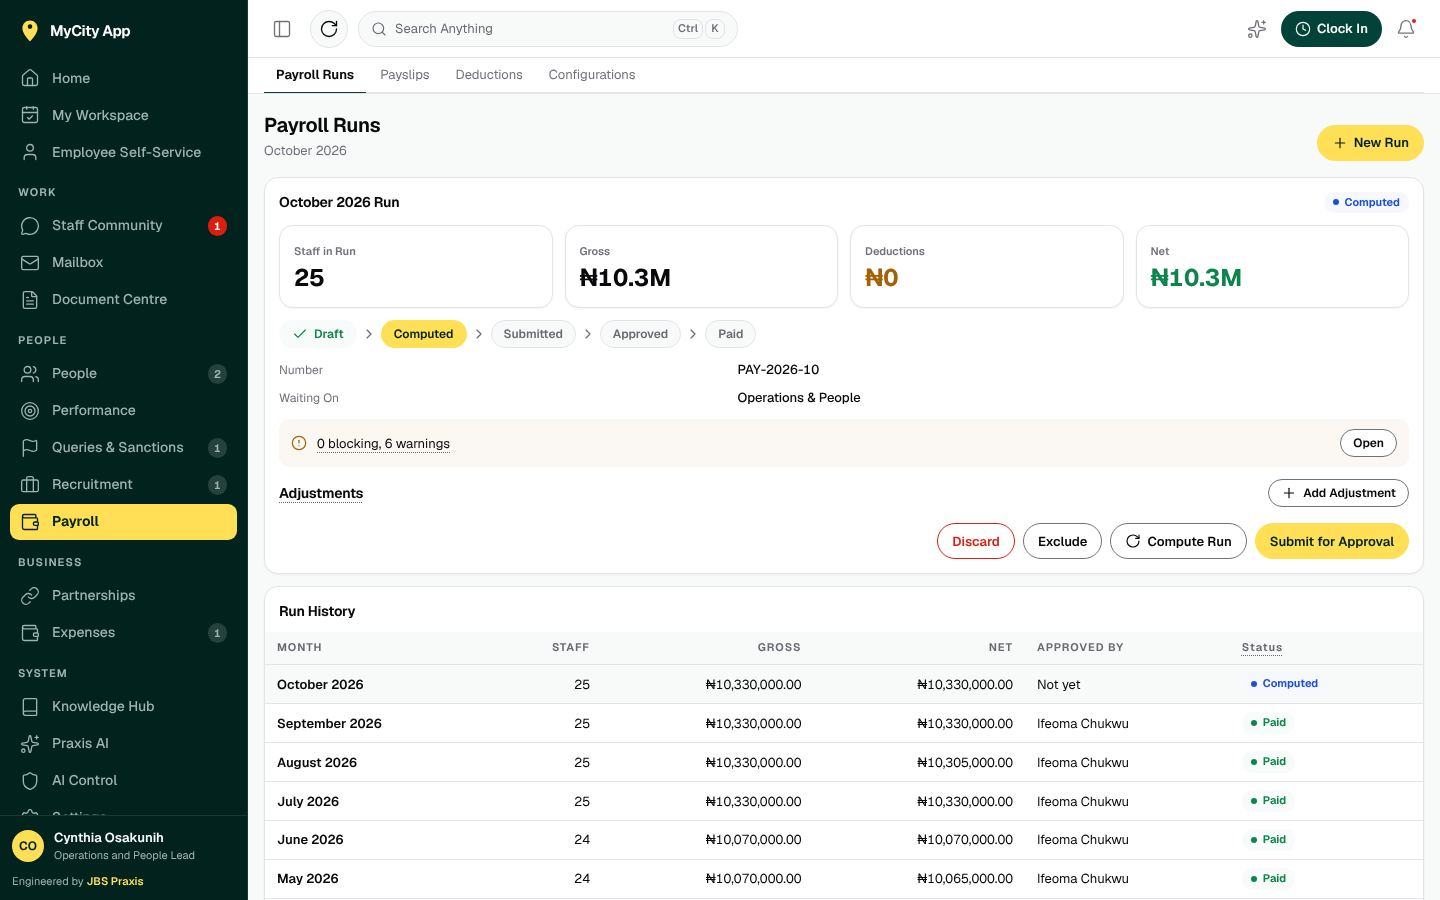 MyCity App
Home
My Workspace
Employee Self-Service
WORK
Staff Community 1
Mailbox
Document Centre
PEOPLE
People 2
Performance
Queries & Sanctions 1
Recruitment 1
Payroll
BUSINESS
Partnerships
Expenses 1
SYSTEM
Knowledge Hub
Praxis AI
AI Control
CO Cynthia Osakunih
Operations and People Lead
Engineered by JBS Praxis
Search Anything Ctrl K
Clock In
Payroll Runs Payslips Deductions Configurations
Payroll Runs
October 2026
New Run
October 2026 Run Computed
Staff in Run Gross Deductions Net
25 ₦10.3M ₦0 ₦10.3M
Draft Computed Submitted Approved Paid
Number PAY-2026-10
Waiting On Operations & People
0 blocking, 6 warnings Open
Adjustments Add Adjustment
Discard Exclude Compute Run Submit for Approval
Run History
MONTH STAFF GROSS NET APPROVED BY Status
October 2026 25 ₦10,330,000.00 ₦10,330,000.00 Not yet Computed
September 2026 25 ₦10,330,000.00 ₦10,330,000.00 Ifeoma Chukwu Paid
August 2026 25 ₦10,330,000.00 ₦10,305,000.00 Ifeoma Chukwu Paid
July 2026 25 ₦10,330,000.00 ₦10,330,000.00 Ifeoma Chukwu Paid
June 2026 24 ₦10,070,000.00 ₦10,070,000.00 Ifeoma Chukwu Paid
May 2026 24 ₦10,070,000.00 ₦10,065,000.00 Ifeoma Chukwu Paid